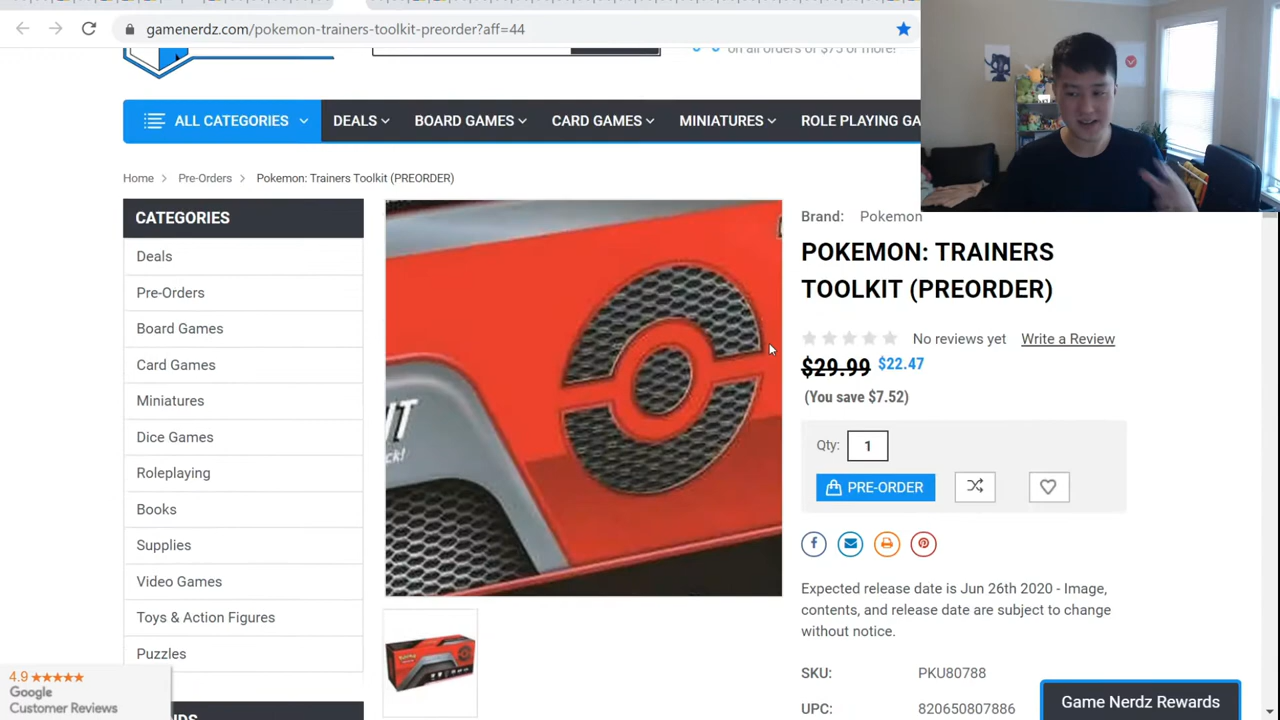 gamenerdz.com/pokemon-trainers-toolkit-preorder?aff=44
on all orders of $75 or more!
ALL CATEGORIES
DEALS
BOARD GAMES
CARD GAMES
MINIATURES
ROLE PLAYING GA
Home
Pre-Orders
Pokemon: Trainers Toolkit (PREORDER)
CATEGORIES
Deals
Pre-Orders
Board Games
Card Games
Miniatures
Dice Games
Roleplaying
Books
Supplies
Video Games
Toys & Action Figures
Puzzles
Brand: Pokemon
POKEMON: TRAINERS
TOOLKIT (PREORDER)
No reviews yet Write a Review
$29.99 $22.47
(You save $7.52)
Qty: 1
PRE-ORDER
Expected release date is Jun 26th 2020 - Image,
contents, and release date are subject to change
without notice.
SKU: PKU80788
UPC: 820650807886
4.9
Google
Customer Reviews
Game Nerdz Rewards